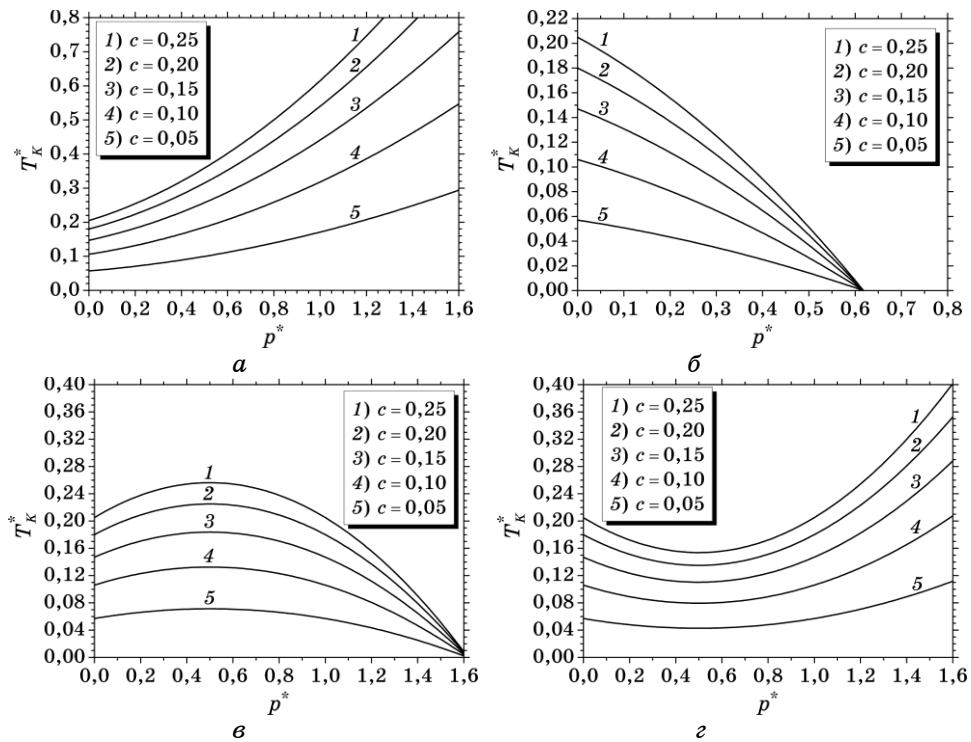 0,8
0,7
0,6
0,5
0,4
0,3
0,2
0,1
0,0
T*K
1) c = 0,25
2) c = 0,20
3) c = 0,15
4) c = 0,10
5) c = 0,05
1
2
3
4
5
0,0 0,2 0,4 0,6 0,8 1,0 1,2 1,4 1,6
p*
а
0,22
0,20
0,18
0,16
0,14
0,12
0,10
0,08
0,06
0,04
0,02
0,00
T*K
1) c = 0,25
2) c = 0,20
3) c = 0,15
4) c = 0,10
5) c = 0,05
1
2
3
4
5
0,0 0,1 0,2 0,3 0,4 0,5 0,6 0,7 0,8
p*
б
0,40
0,36
0,32
0,28
0,24
0,20
0,16
0,12
0,08
0,04
0,00
T*K
1) c = 0,25
2) c = 0,20
3) c = 0,15
4) c = 0,10
5) c = 0,05
1
2
3
4
5
0,0 0,2 0,4 0,6 0,8 1,0 1,2 1,4 1,6
p*
в
0,40
0,36
0,32
0,28
0,24
0,20
0,16
0,12
0,08
0,04
0,00
T*K
1) c = 0,25
2) c = 0,20
3) c = 0,15
4) c = 0,10
5) c = 0,05
1
2
3
4
5
0,0 0,2 0,4 0,6 0,8 1,0 1,2 1,4 1,6
p*
г